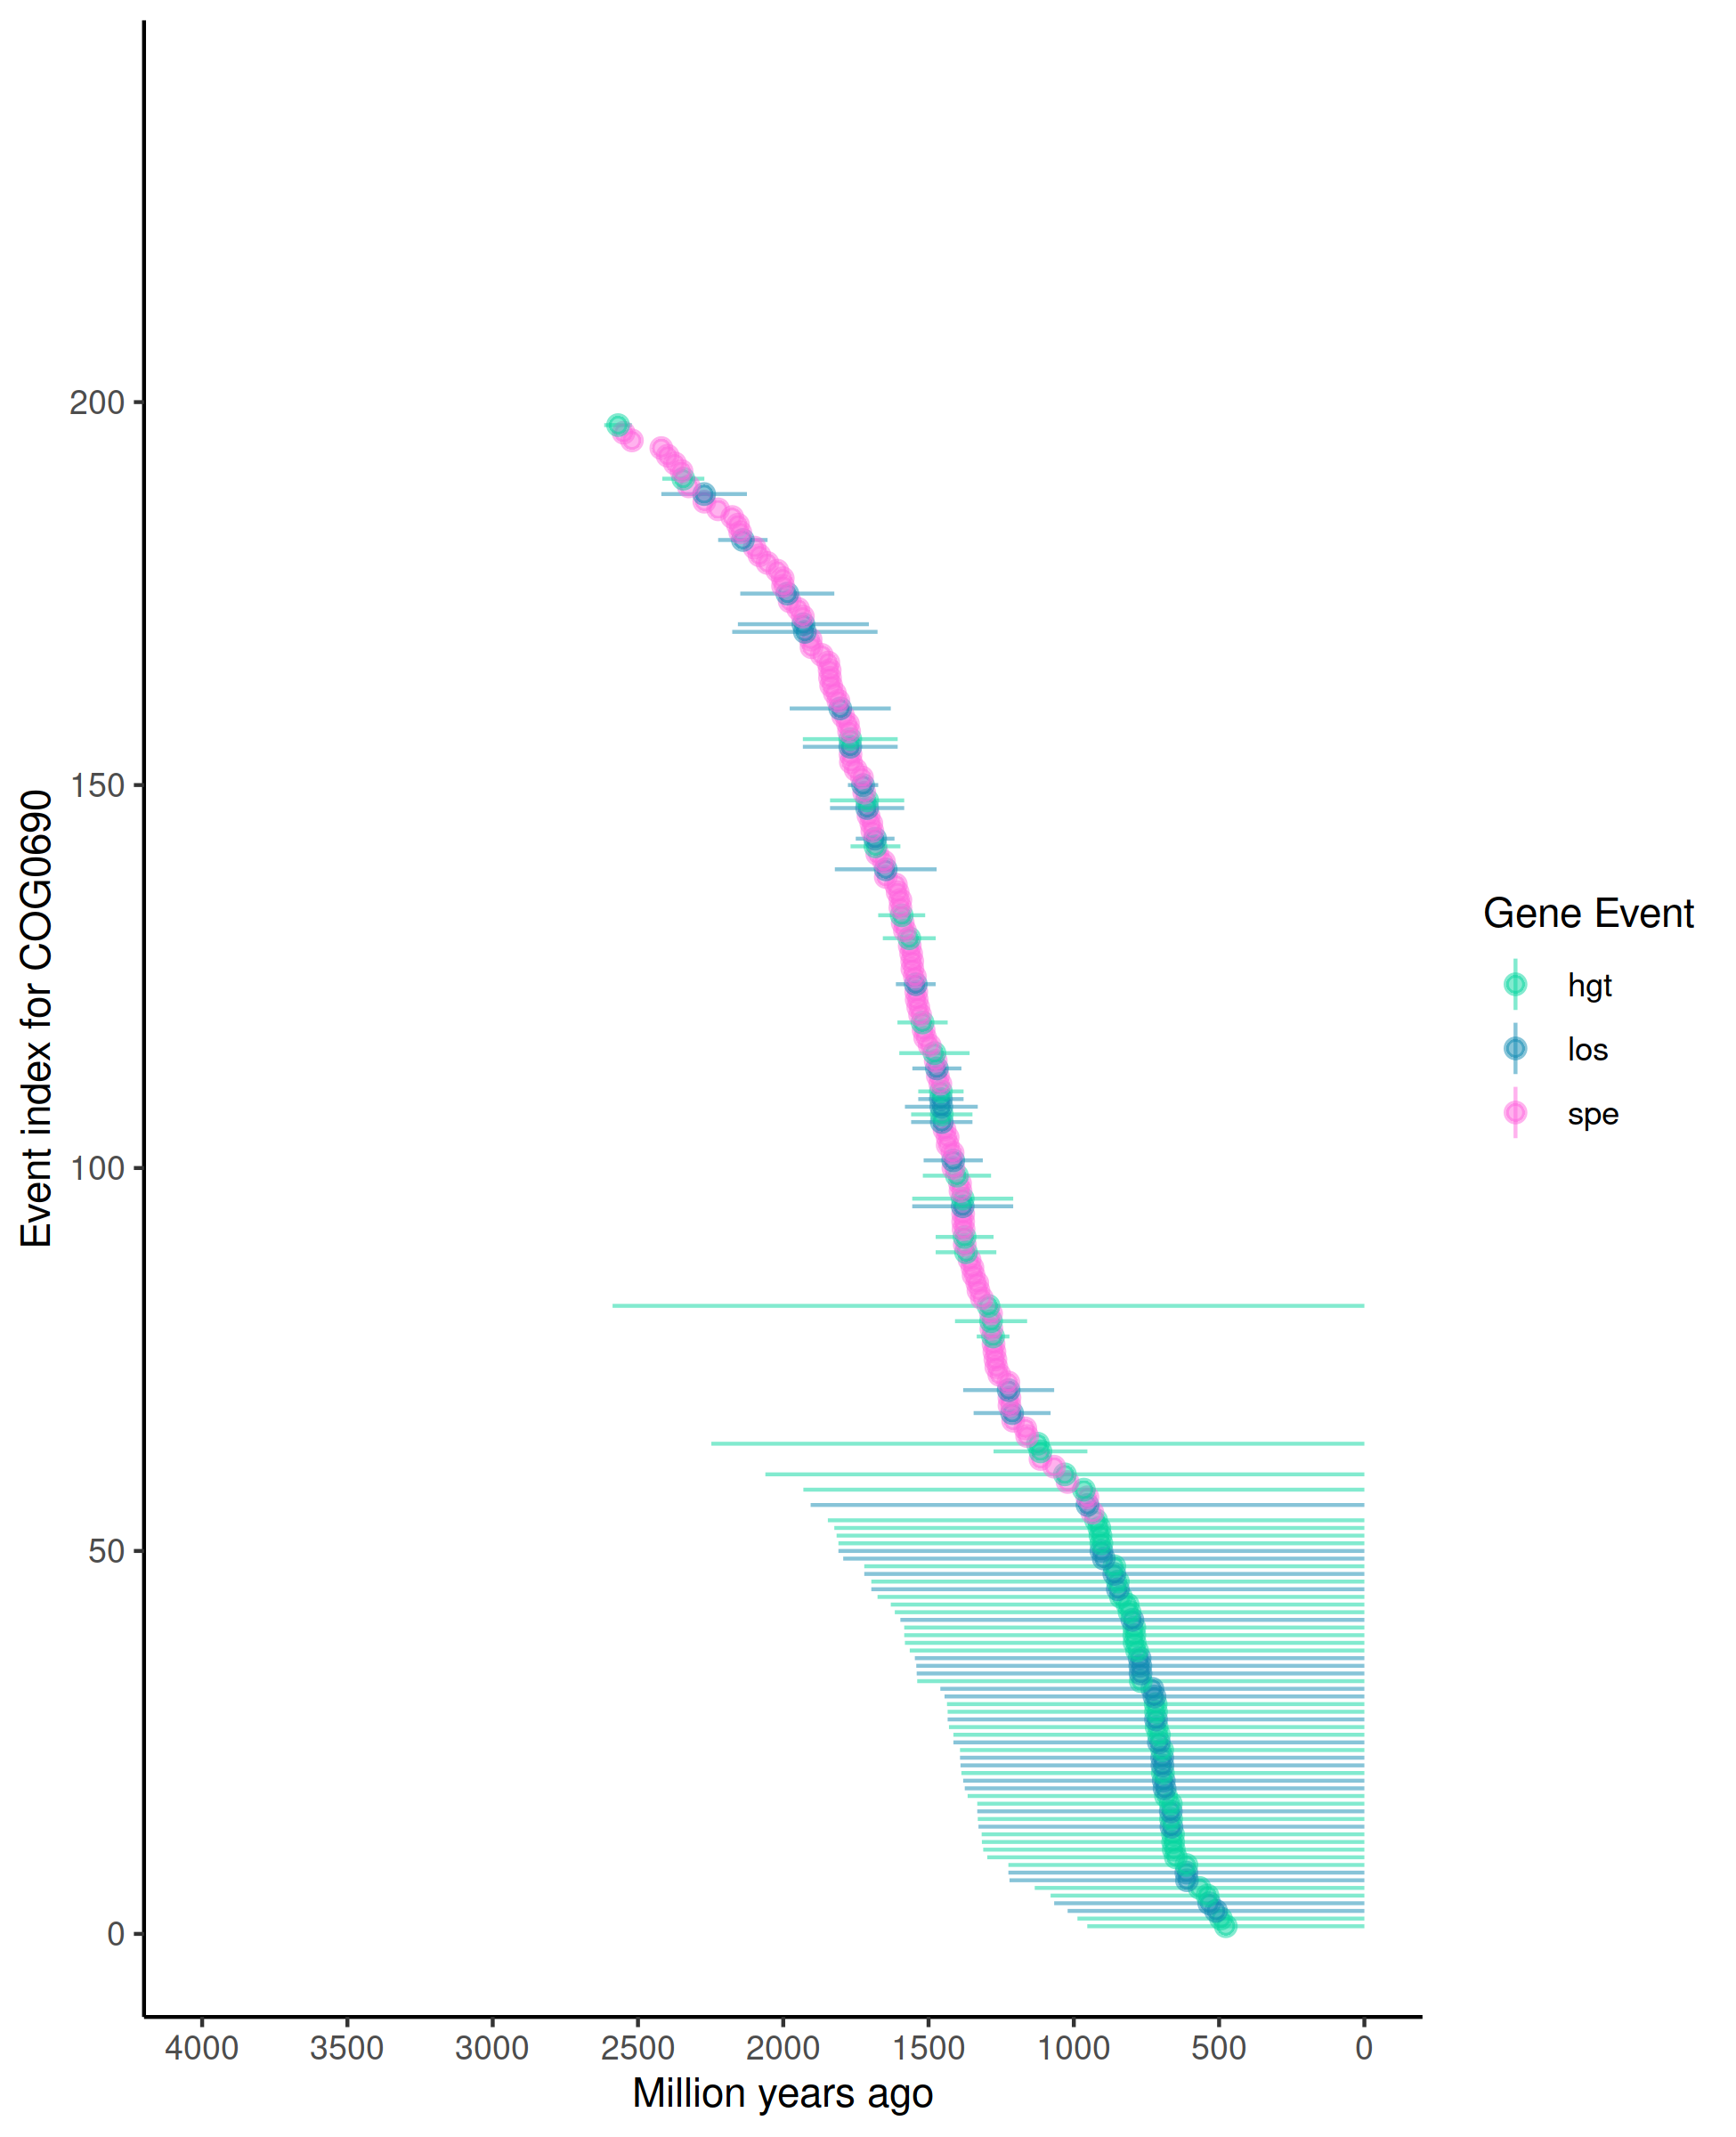 200
150
100
50
0
Event index for COG0690
4000 3500 3000 2500 2000 1500 1000 500 0
Million years ago
Gene Event
hgt
los
spe